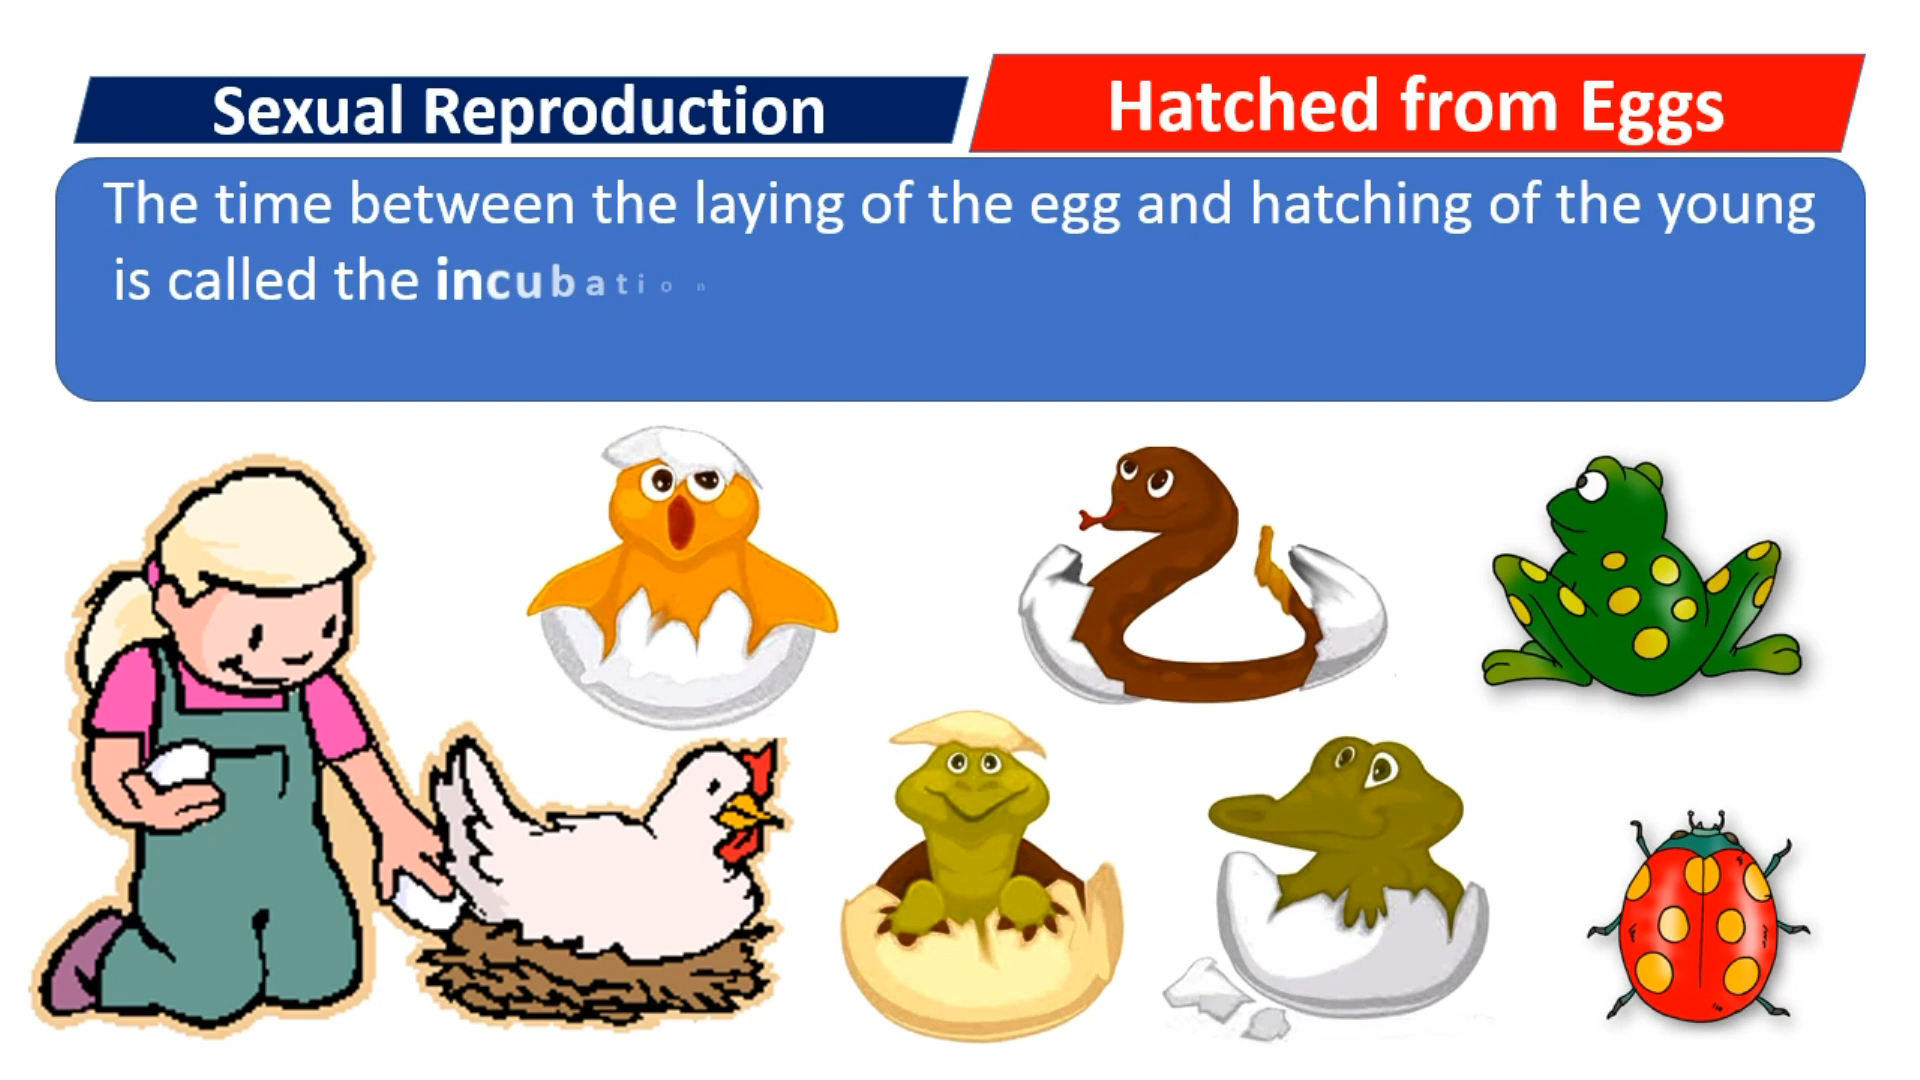 Sexual Reproduction
Hatched from Eggs
The time between the laying of the egg and hatching of the young
is called the incubation